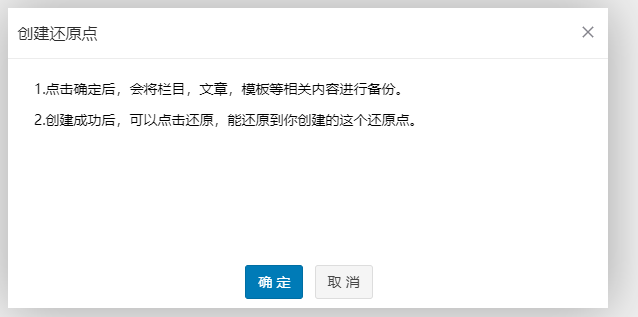 创建还原点
1.点击确定后，会将栏目，文章，模板等相关内容进行备份。
2.创建成功后，可以点击还原，能还原到你创建的这个还原点。
确 定
取 消